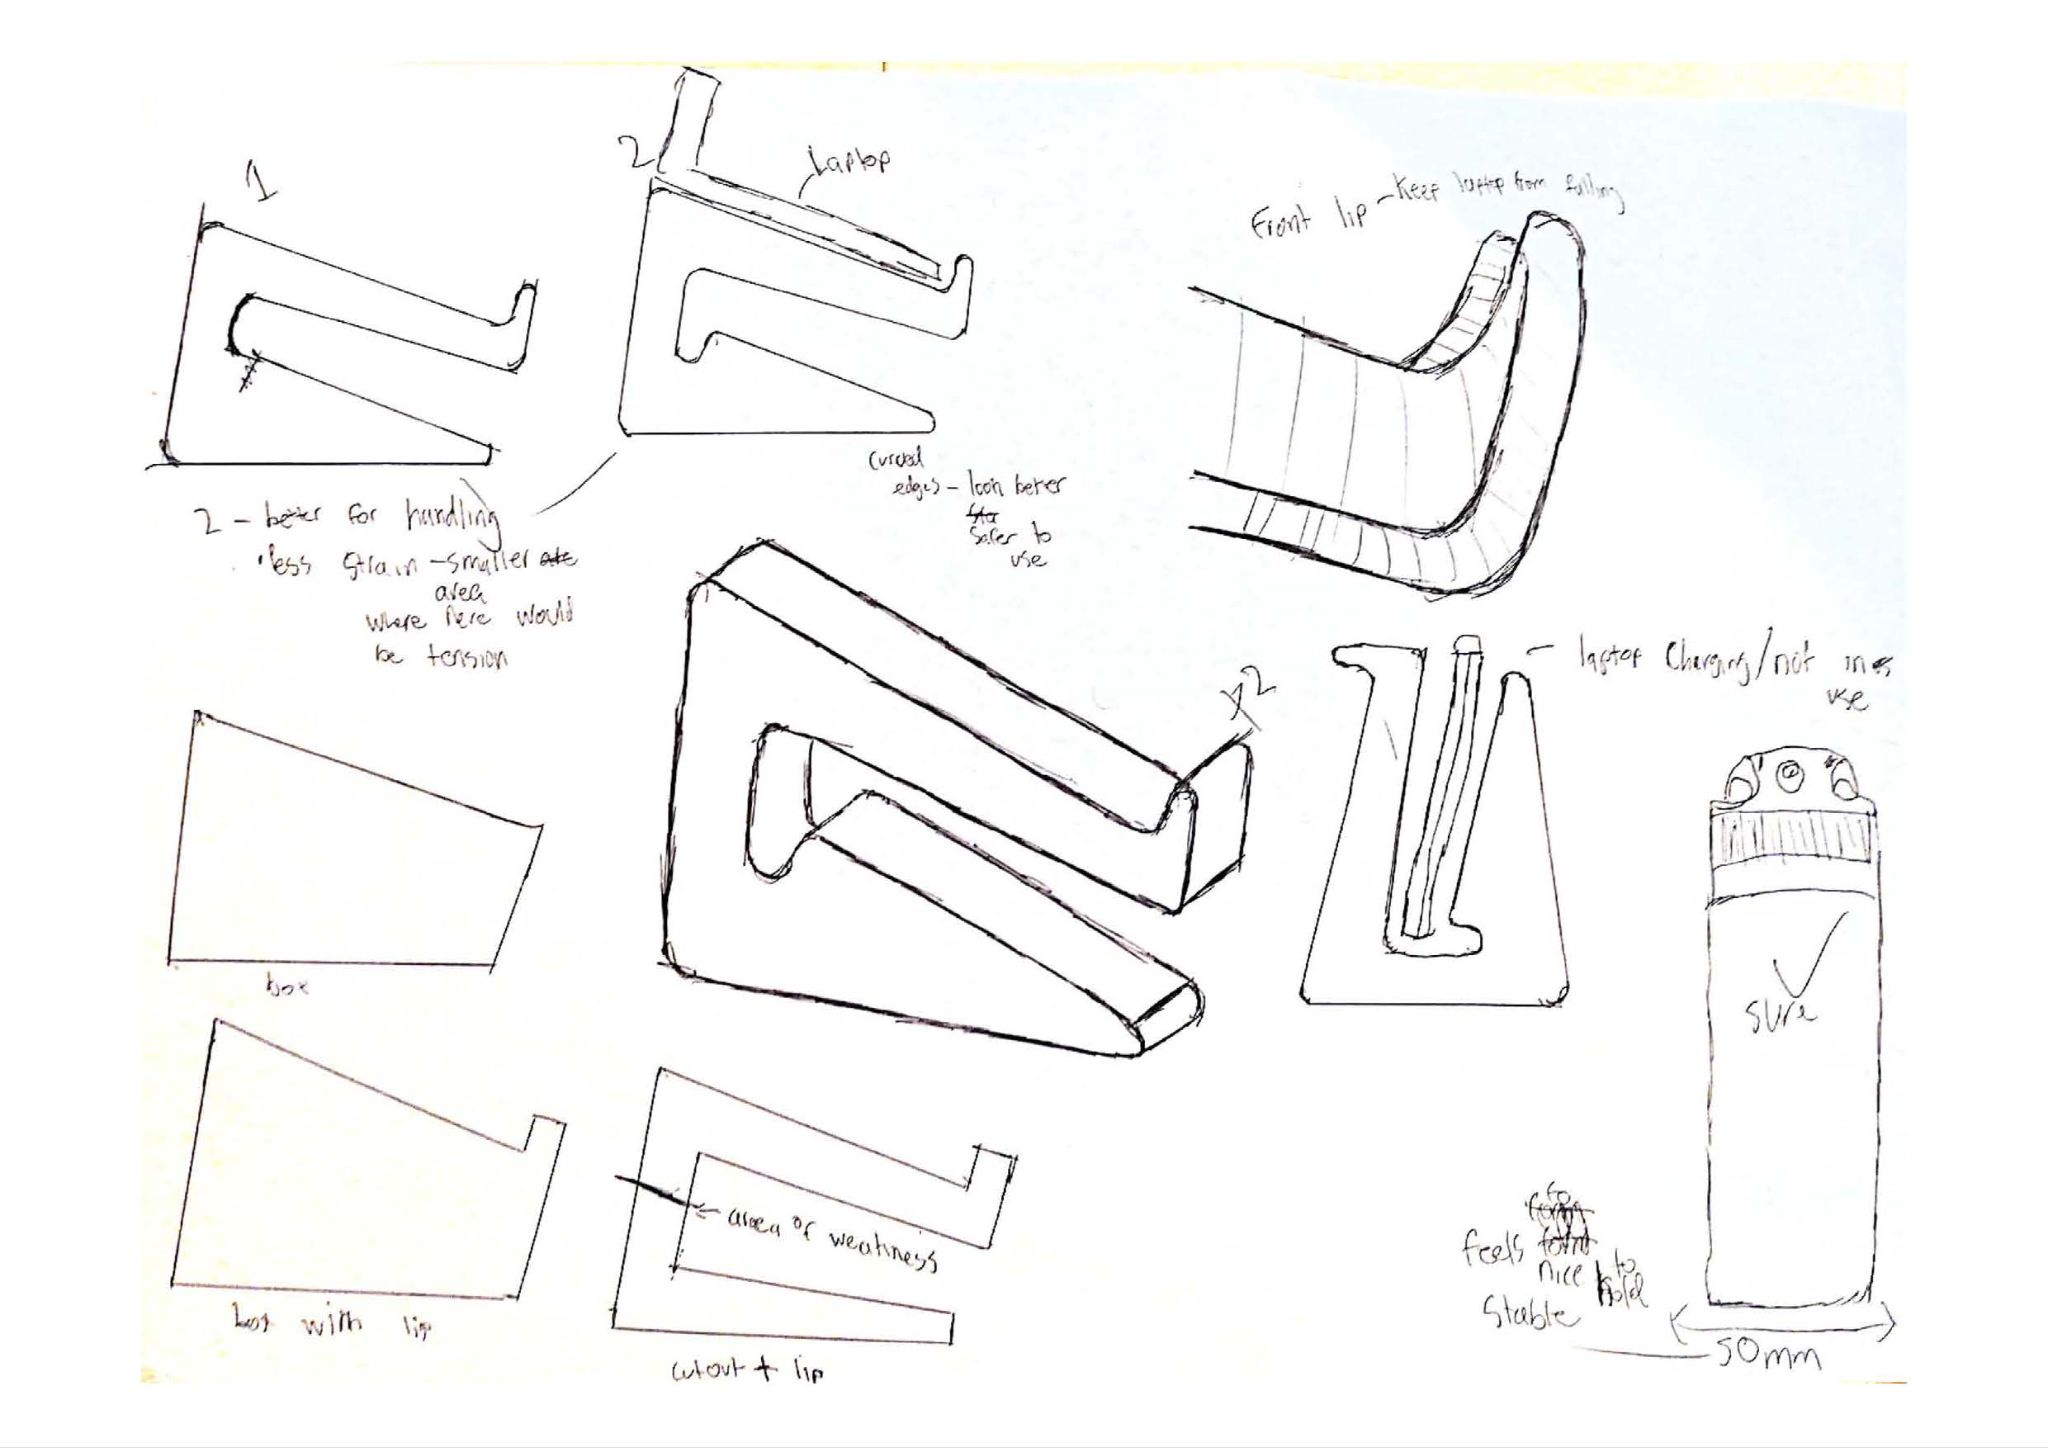 1
2
Laptop
Front lip - Keep laptop from falling
curved
edges - look better
safer to
use
2 - better for handling
• less strain - smaller
area
where there would
be tension
x2
laptop charging/not in
use
box
sure
area of weakness
feels
nice to
hold
Stable
50mm
box with lip
cutout + lip